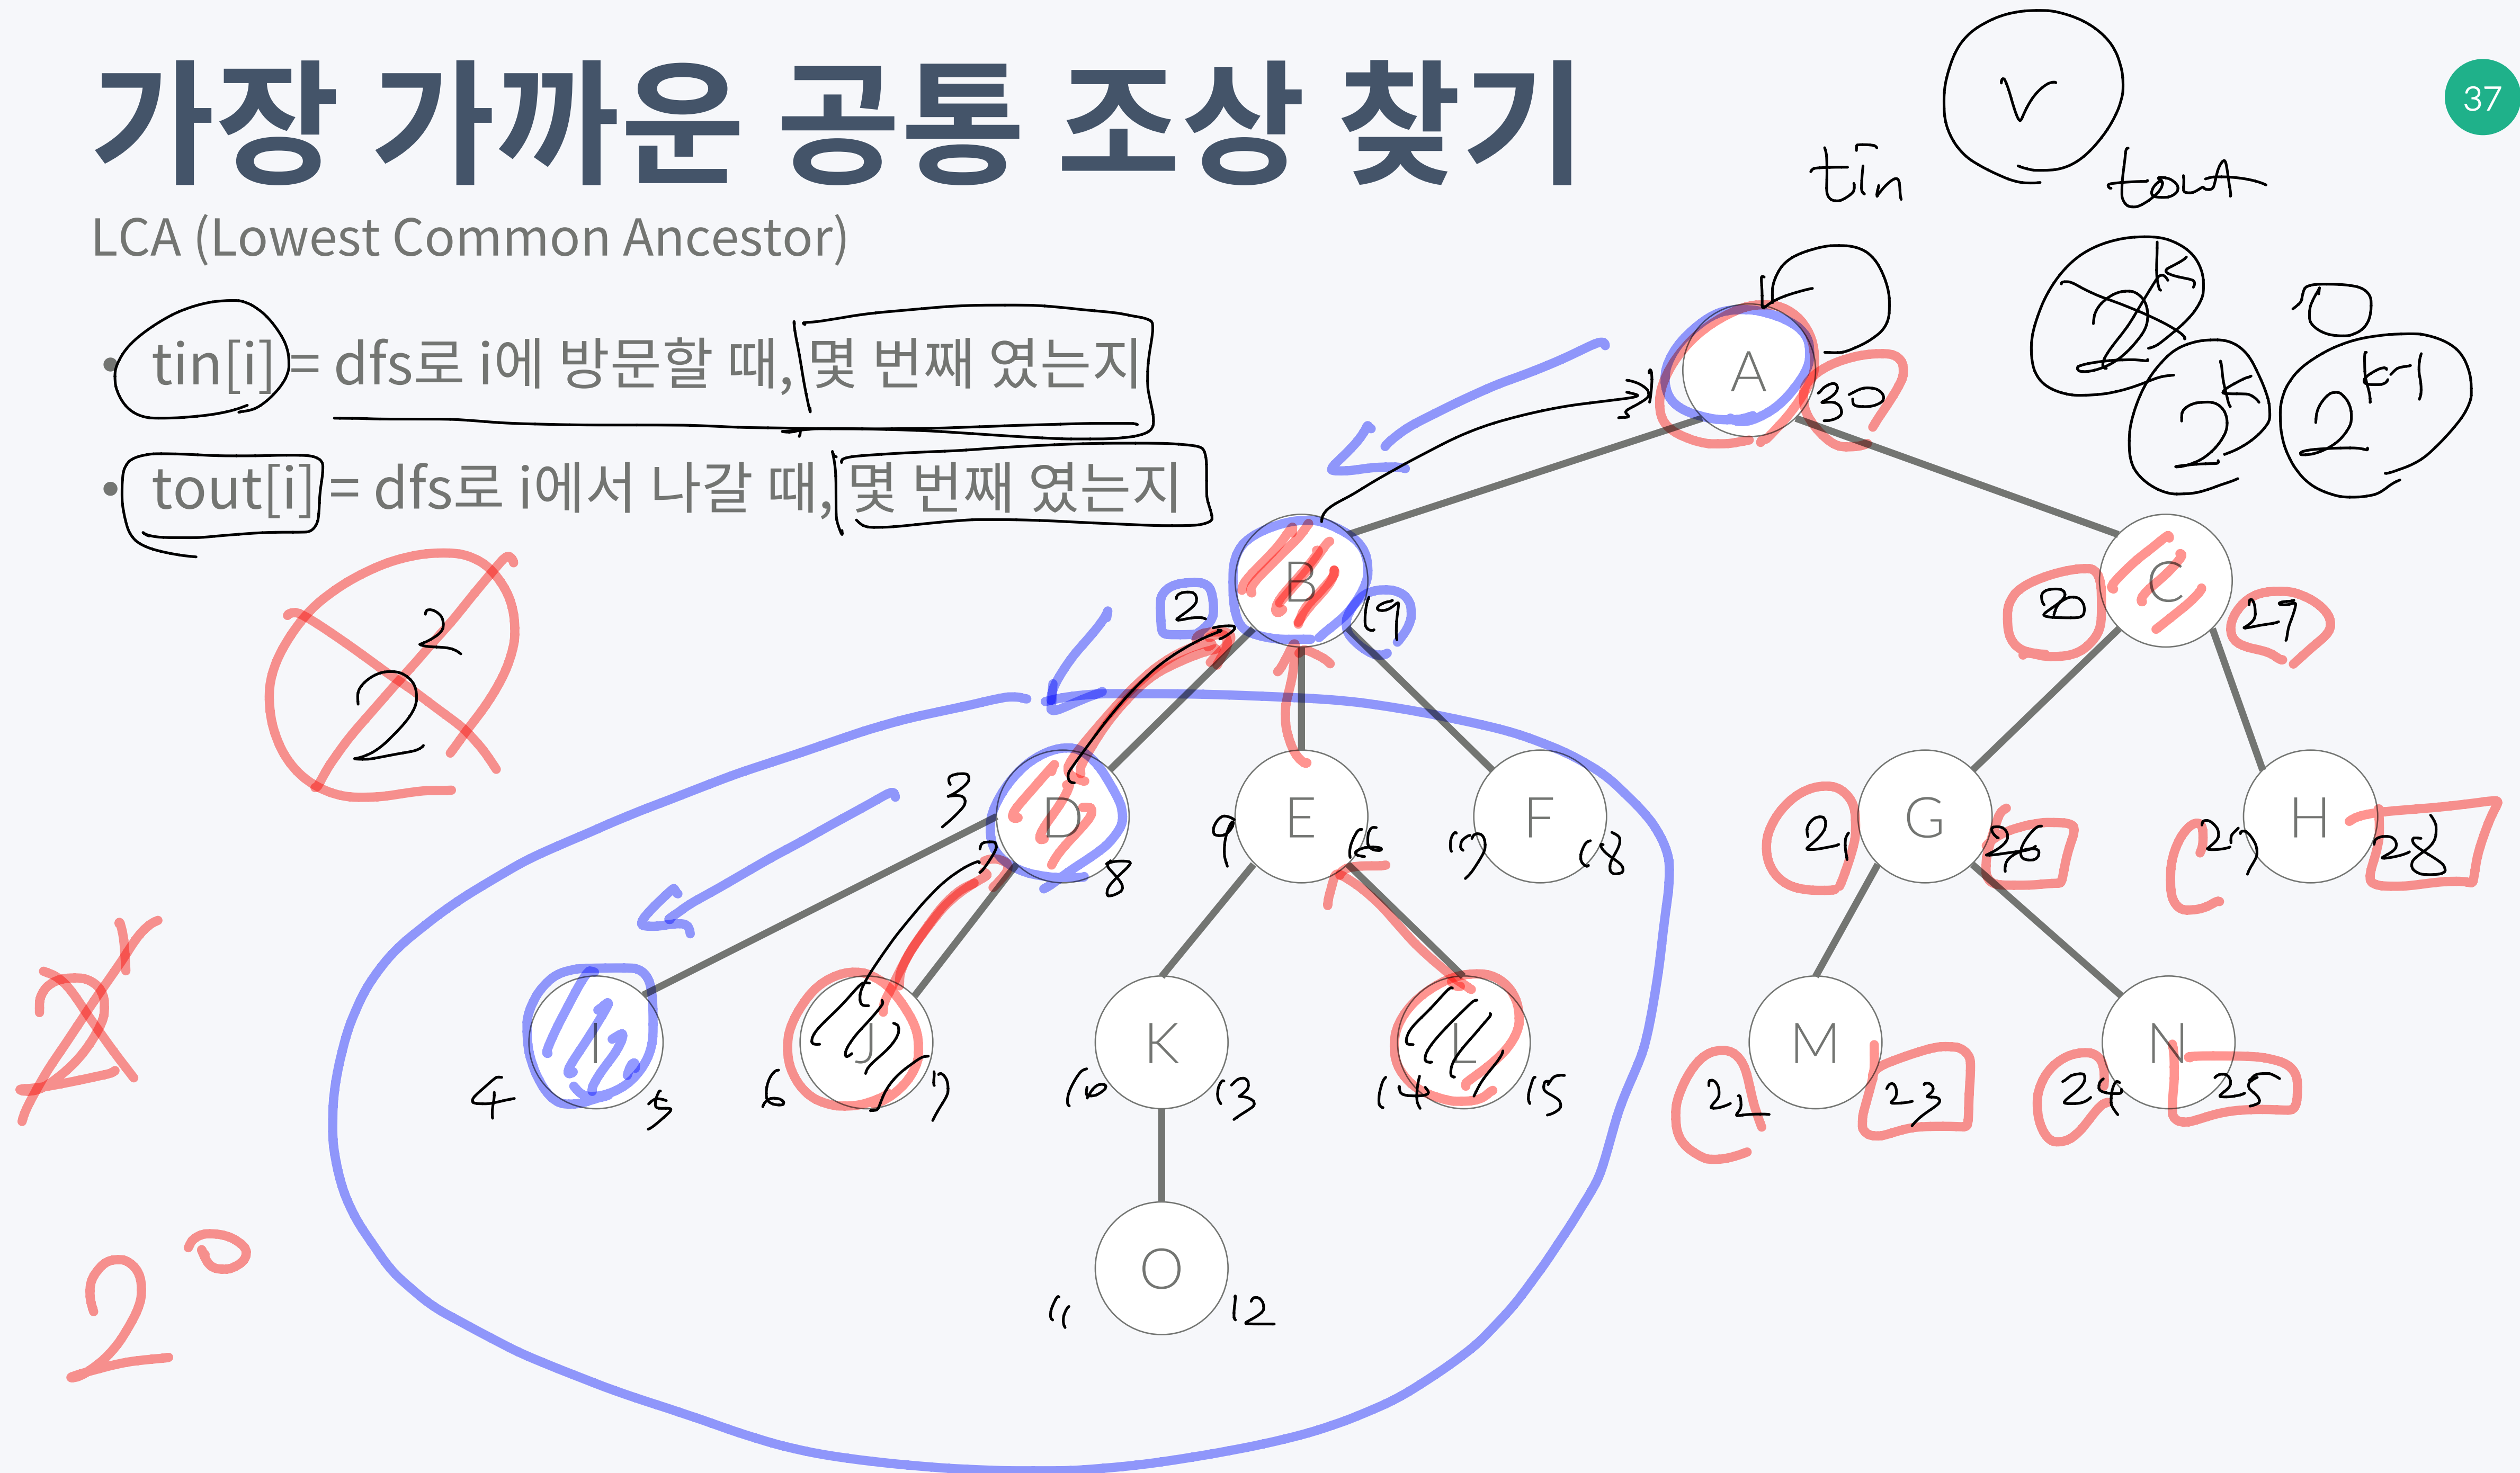 가장 가까운 공통 조상 찾기
37
LCA (Lowest Common Ancestor)
v
tin tout
• tin[i] = dfs로 i에 방문할 때, 몇 번째 였는지
• tout[i] = dfs로 i에서 나갈 때, 몇 번째 였는지
2^k
2^k 2^k-1
1 A 30
2 B 19
20 C 29
2^2
3 D 8
9 E 16
17 F 18
21 G 26
27 H 28
4 I 5
6 J 7
10 K 13
14 L 15
22 M 23
24 N 25
2^1
11 O 12
2^0